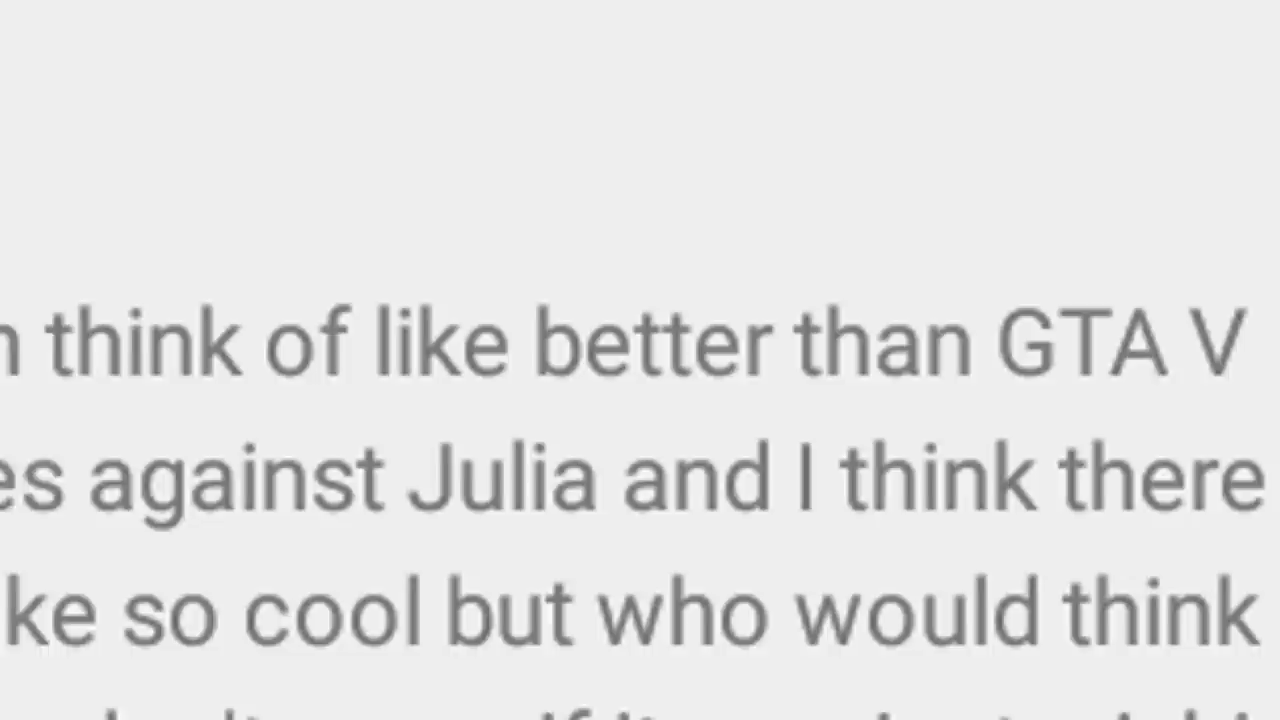 think of like better than GTA V
against Julia and I think there
so cool but who would think